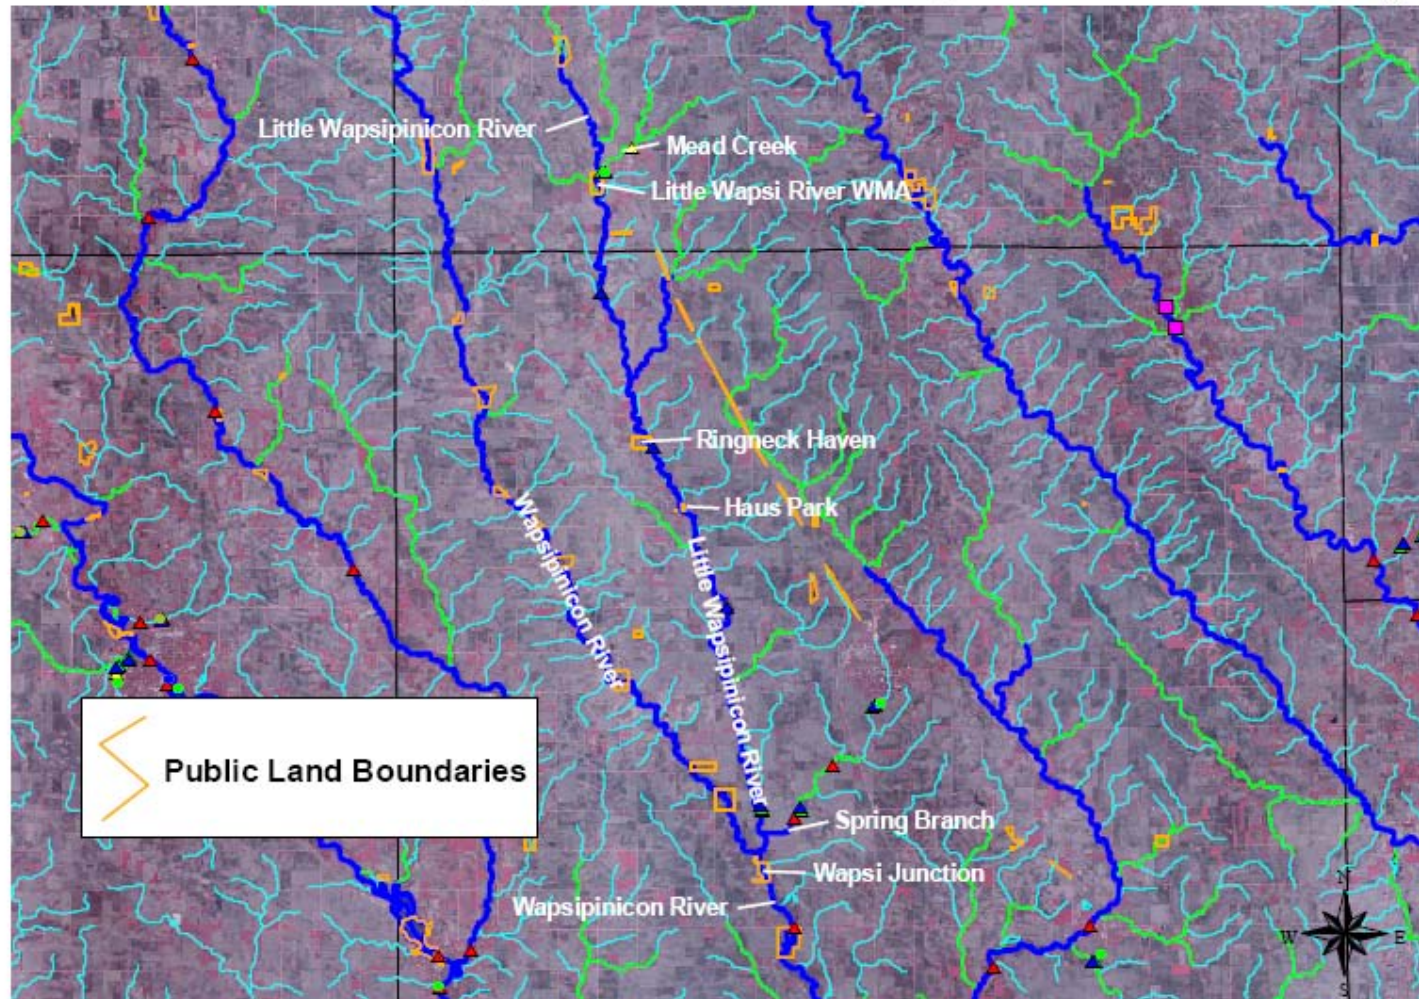 Little Wapsipinicon River
Mead Creek
Little Wapsi River WMA
Ringneck Haven
Haus Park
Wapsipinicon River
Little Wapsipinicon River
Public Land Boundaries
Spring Branch
Wapsi Junction
Wapsipinicon River
N
W
E
S